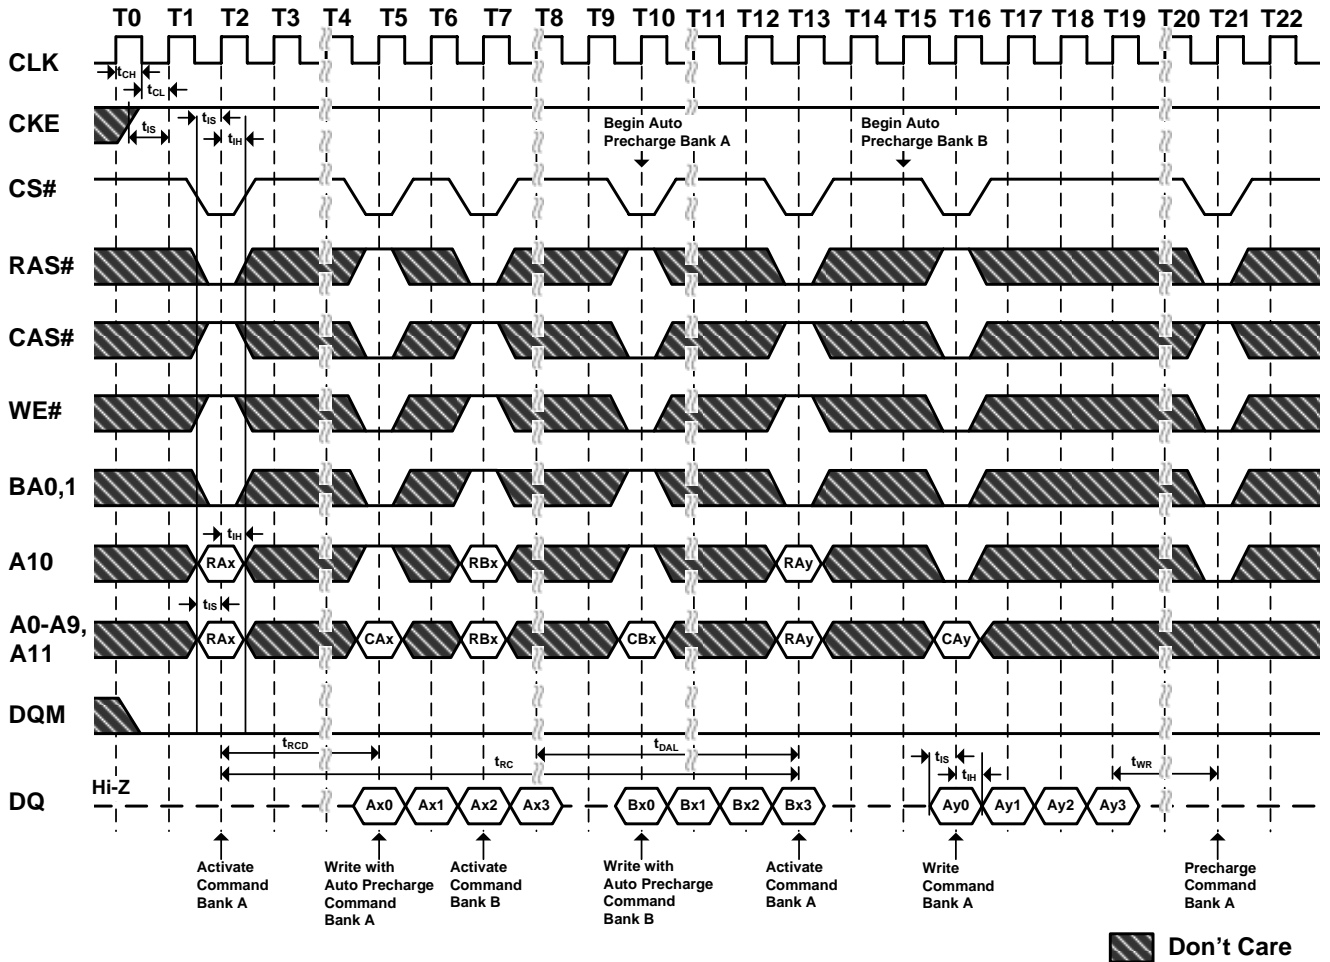 T0 T1 T2 T3 T4 T5 T6 T7 T8 T9 T10 T11 T12 T13 T14 T15 T16 T17 T18 T19 T20 T21 T22
CLK
tCH
tCL
CKE
tIS
tIS
tIH
Begin Auto
Precharge Bank A
Begin Auto
Precharge Bank B
CS#
RAS#
CAS#
WE#
BA0,1
tIH
A10
RAx RBx RAy
tIS
A0-A9,
A11
RAx CAx RBx CBx RAy CAy
DQM
tRCD
tDAL
tRC
tIS
tIH
tWR
Hi-Z
DQ
Ax0 Ax1 Ax2 Ax3 Bx0 Bx1 Bx2 Bx3 Ay0 Ay1 Ay2 Ay3
Activate
Command
Bank A
Write with
Auto Precharge
Command
Bank A
Activate
Command
Bank B
Write with
Auto Precharge
Command
Bank B
Activate
Command
Bank A
Write
Command
Bank A
Precharge
Command
Bank A
Don't Care